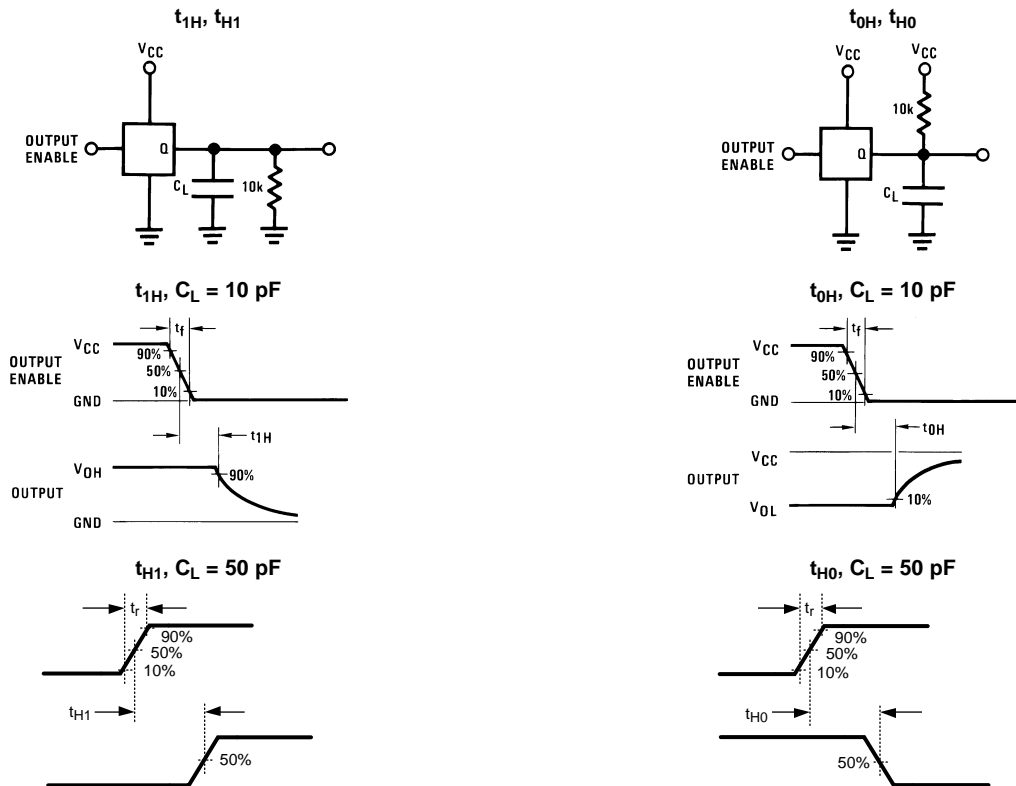 t1H, tH1
VCC
OUTPUT
ENABLE
Q
CL
10k
t0H, tH0
VCC
VCC
10k
OUTPUT
ENABLE
Q
CL
t1H, CL = 10 pF
tf
VCC
90%
OUTPUT
ENABLE
50%
10%
GND
t1H
VOH
90%
OUTPUT
GND
t0H, CL = 10 pF
tf
VCC
90%
OUTPUT
ENABLE
50%
10%
GND
t0H
VCC
OUTPUT
10%
VOL
tH1, CL = 50 pF
tr
90%
50%
10%
tH1
50%
tH0, CL = 50 pF
tr
90%
50%
10%
tH0
50%